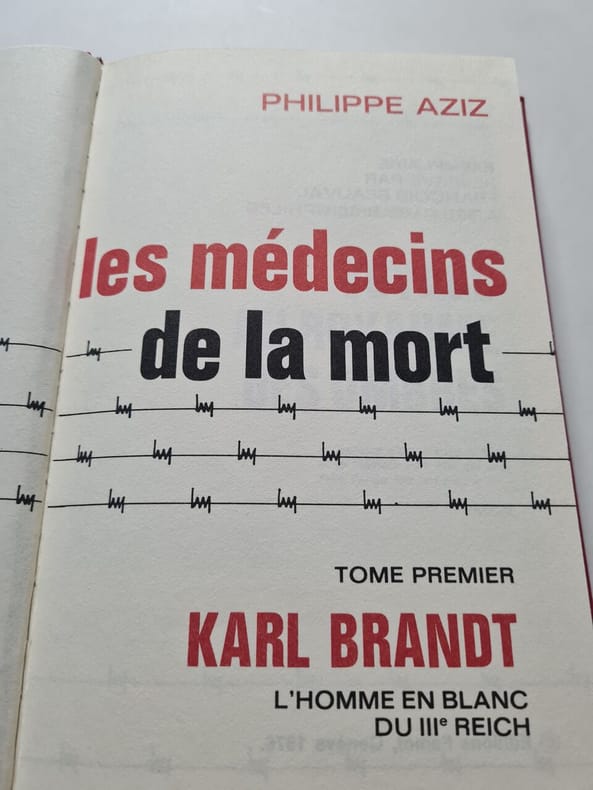 PHILIPPE AZIZ
les médecins
de la mort
TOME PREMIER
KARL BRANDT
L'HOMME EN BLANC
DU IIIe REICH